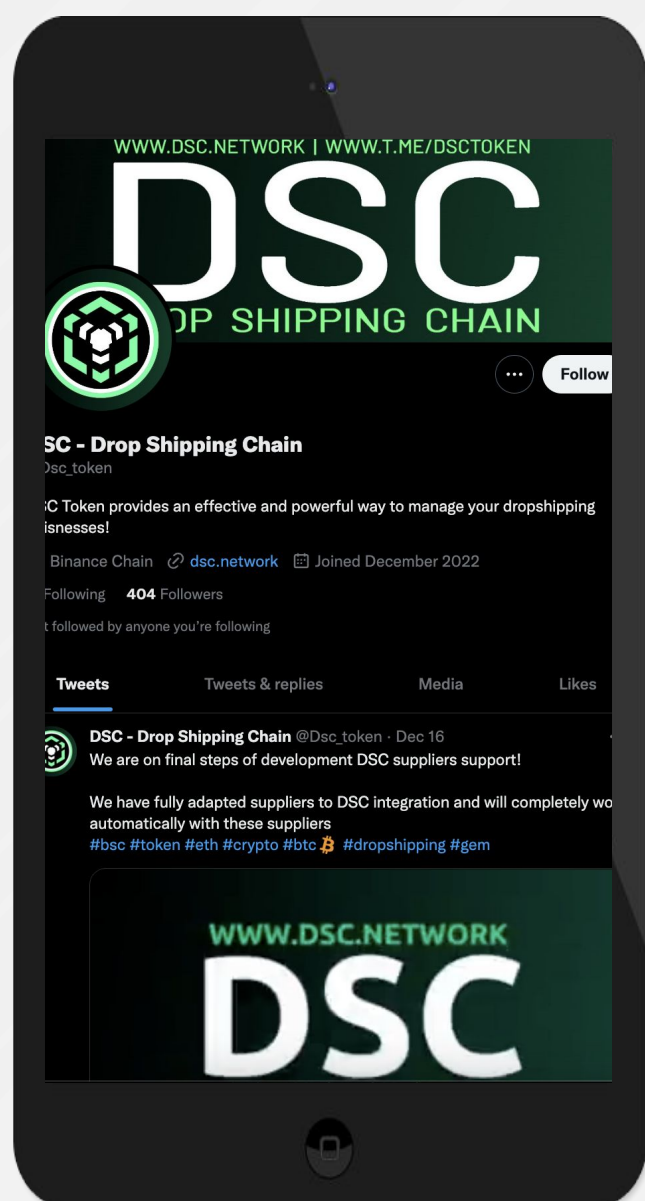 WWW.DSC.NETWORK | WWW.T.ME/DSCTOKEN
DSC
OP SHIPPING CHAIN
Follow
SC - Drop Shipping Chain
Dsc_token
SC Token provides an effective and powerful way to manage your dropshipping
isnesses!
Binance Chain dsc.network Joined December 2022
Following 404 Followers
t followed by anyone you're following
Tweets Tweets & replies Media Likes
DSC - Drop Shipping Chain @Dsc_token · Dec 16
We are on final steps of development DSC suppliers support!
We have fully adapted suppliers to DSC integration and will completely wo
automatically with these suppliers
#bsc #token #eth #crypto #btc #dropshipping #gem
WWW.DSC.NETWORK
DSC